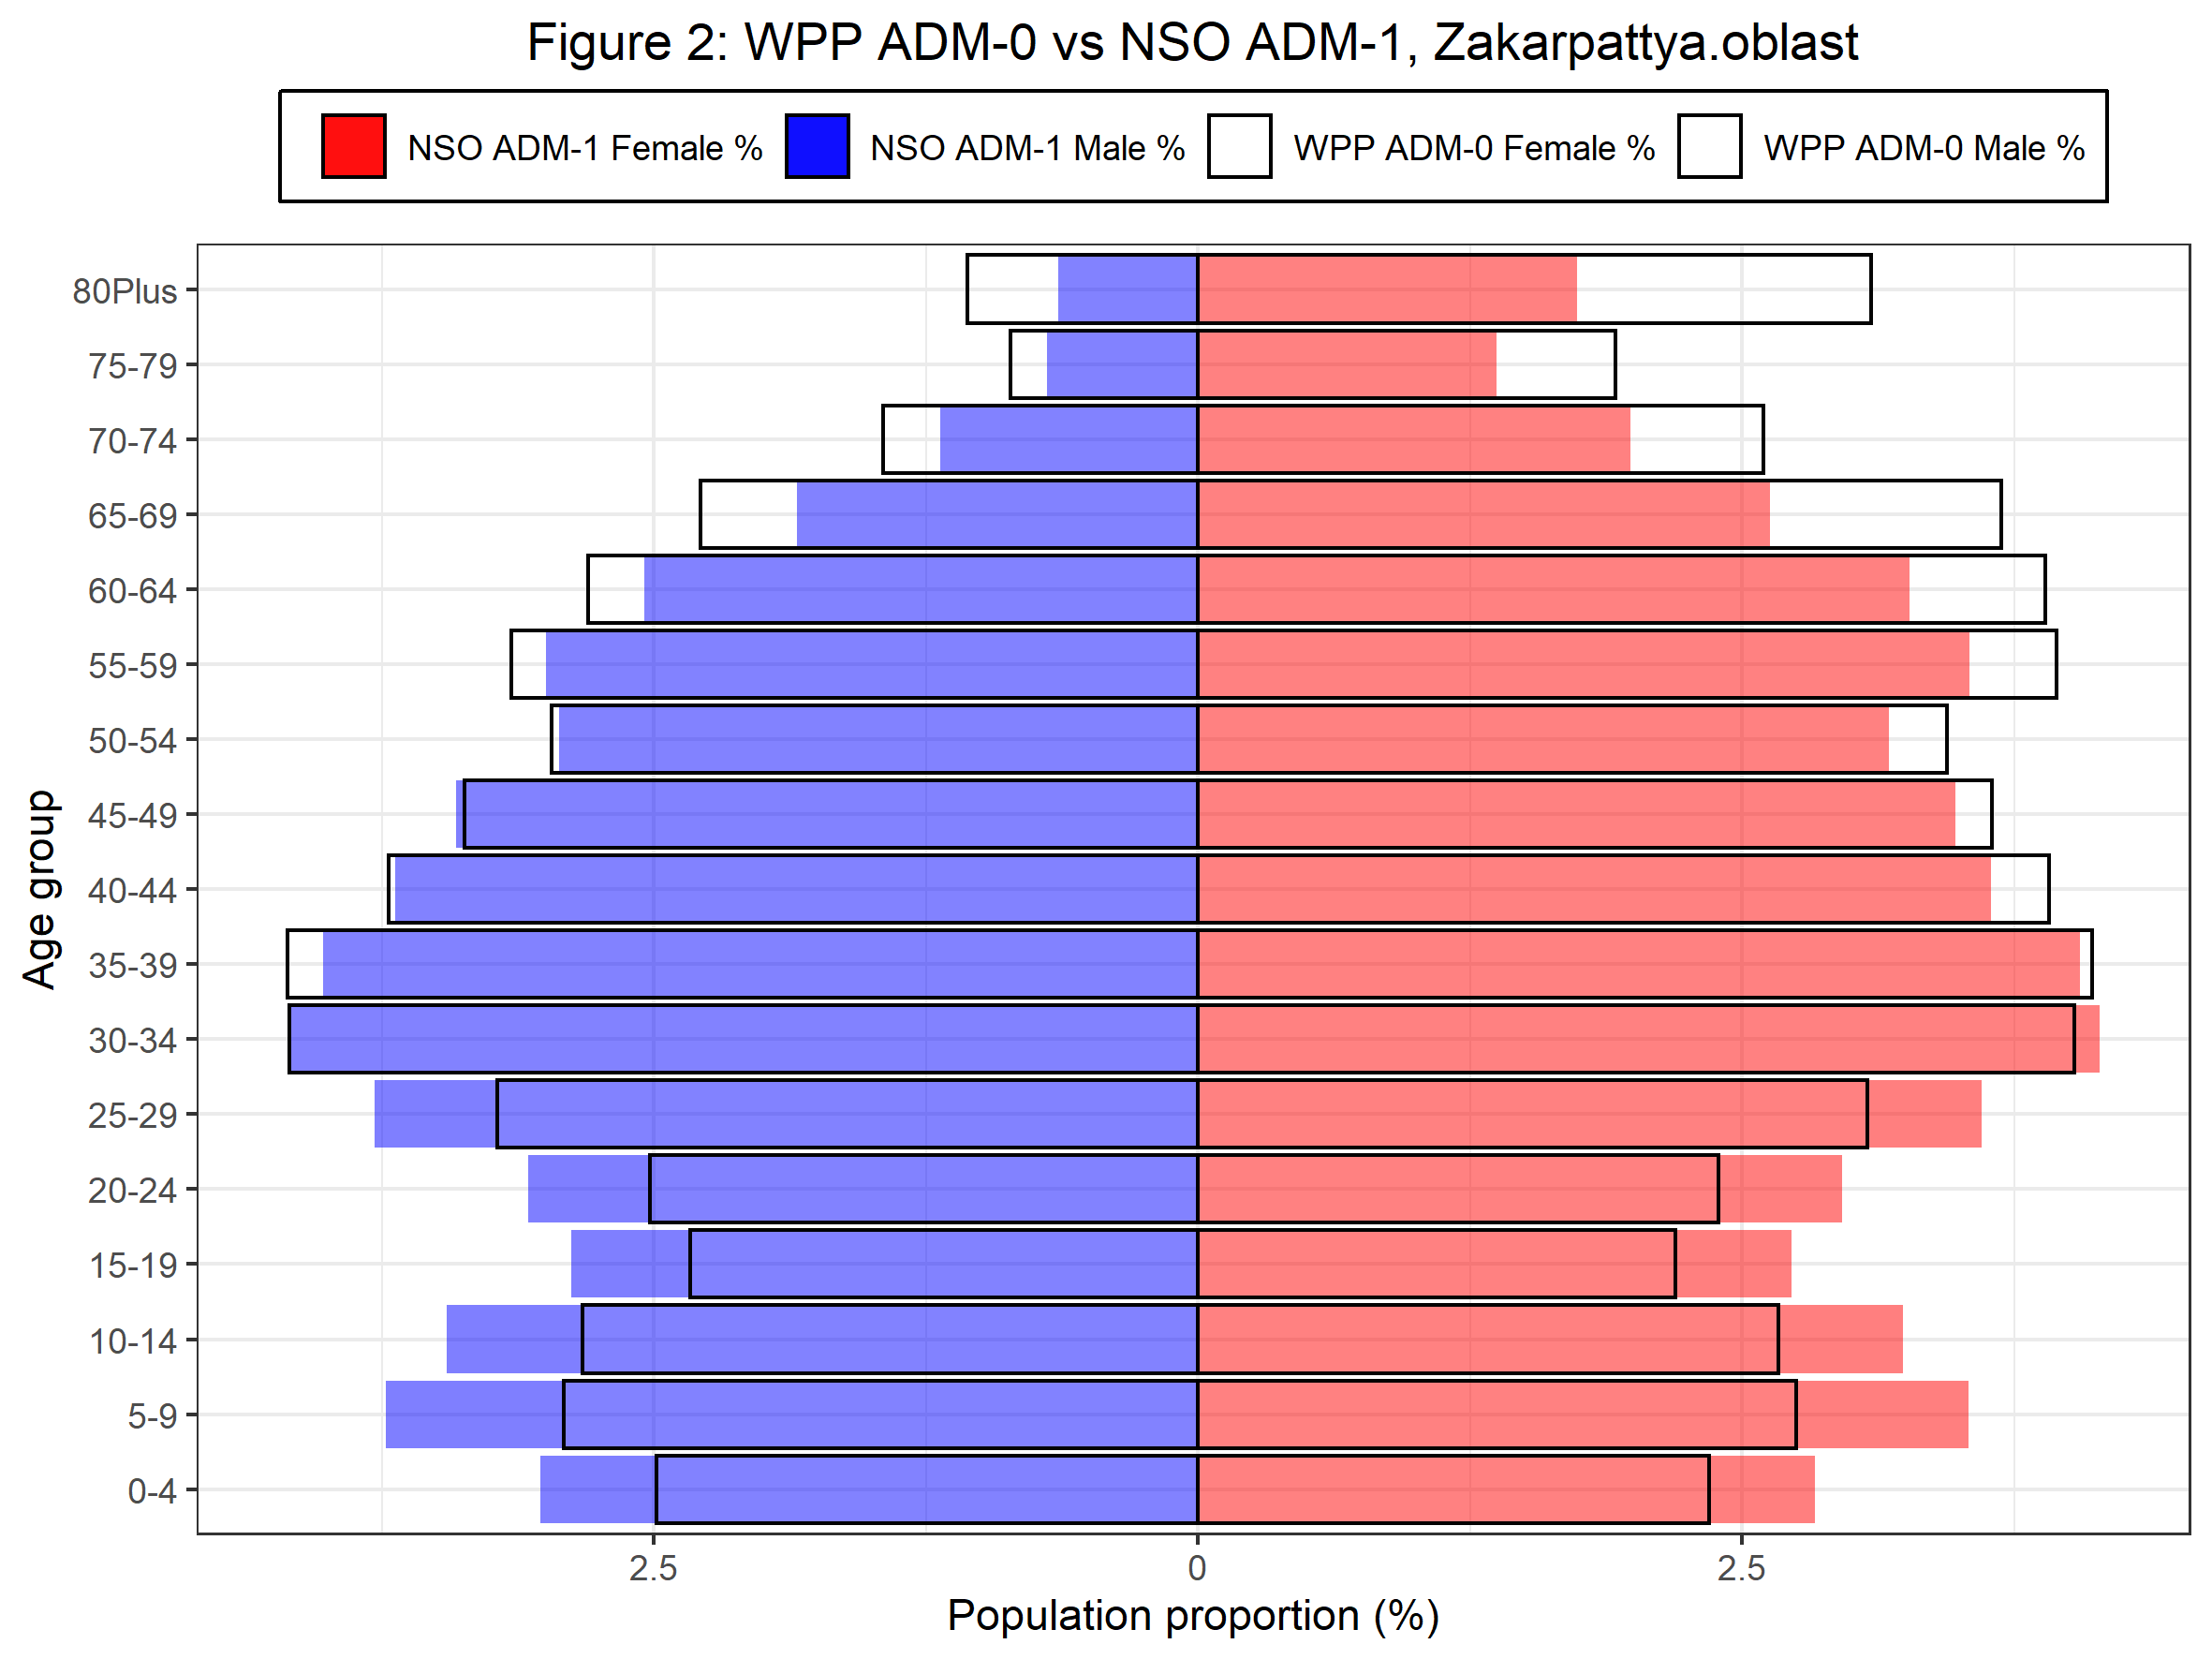 Figure 2: WPP ADM-0 vs NSO ADM-1, Zakarpattya.oblast
NSO ADM-1 Female % NSO ADM-1 Male % WPP ADM-0 Female % WPP ADM-0 Male %
80Plus
75-79
70-74
65-69
60-64
55-59
50-54
45-49
40-44
35-39
30-34
25-29
20-24
15-19
10-14
5-9
0-4
Age group
2.5 0 2.5
Population proportion (%)